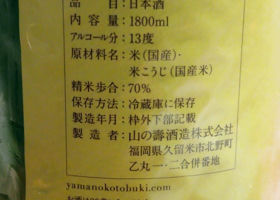 品目：日本酒
内容量：1800ml
アルコール分：13度
原材料名：米(国産)・
米こうじ(国産)
精米歩合：70%
保存方法：冷蔵庫に保存
製造年月：枠外下部記載
製造者：山の壽酒造株式会社
福岡県久留米市北野町
乙丸一・二合併番地
yamanokotobuki.com